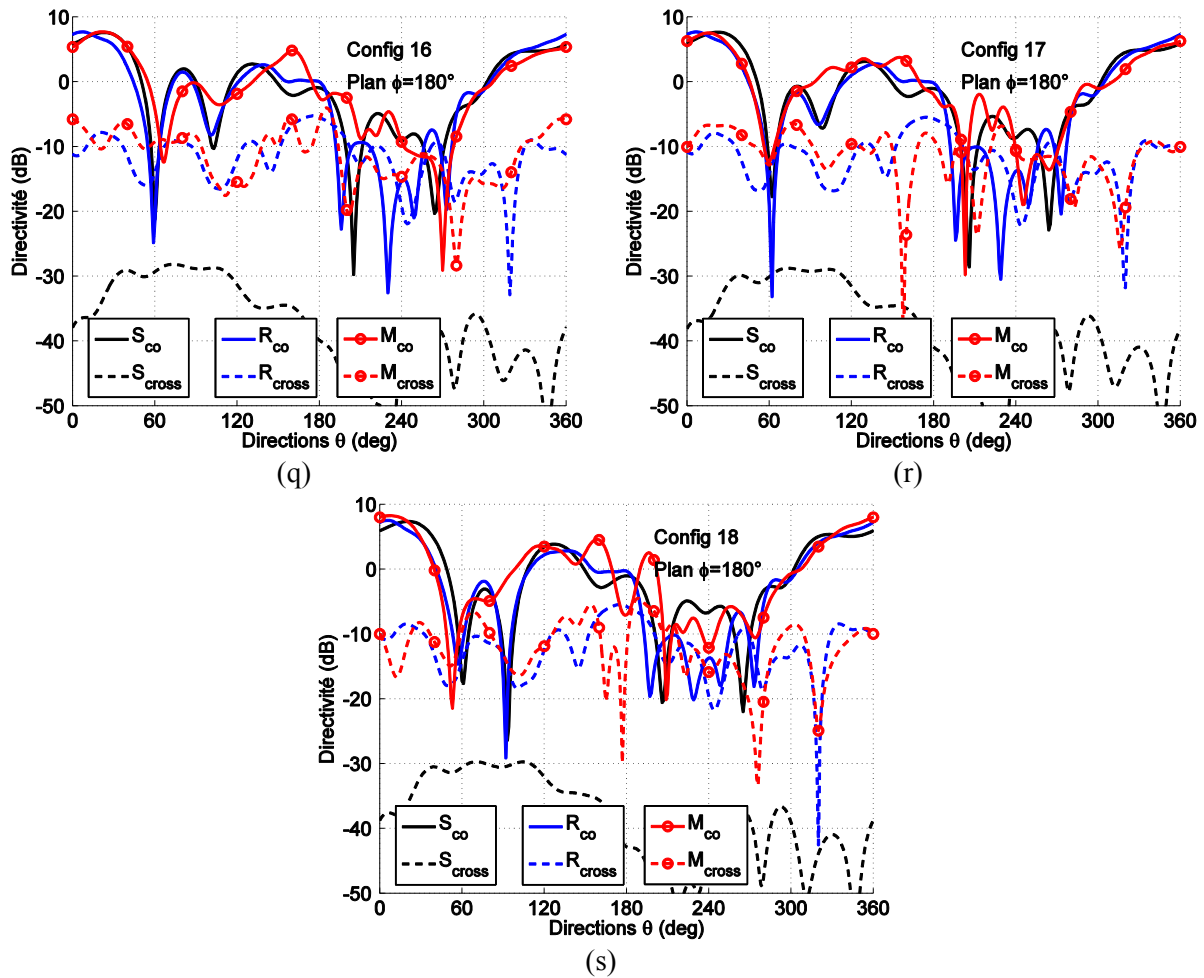 10
0
-10
-20
-30
-40
-50
Directivité (dB)
Config 16
Plan ϕ=180°
S_co
S_cross
R_co
R_cross
M_co
M_cross
0 60 120 180 240 300 360
Directions θ (deg)
(q)
10
0
-10
-20
-30
-40
-50
Directivité (dB)
Config 17
Plan ϕ=180°
S_co
S_cross
R_co
R_cross
M_co
M_cross
0 60 120 180 240 300 360
Directions θ (deg)
(r)
10
0
-10
-20
-30
-40
-50
Directivité (dB)
Config 18
Plan ϕ=180°
S_co
S_cross
R_co
R_cross
M_co
M_cross
0 60 120 180 240 300 360
Directions θ (deg)
(s)